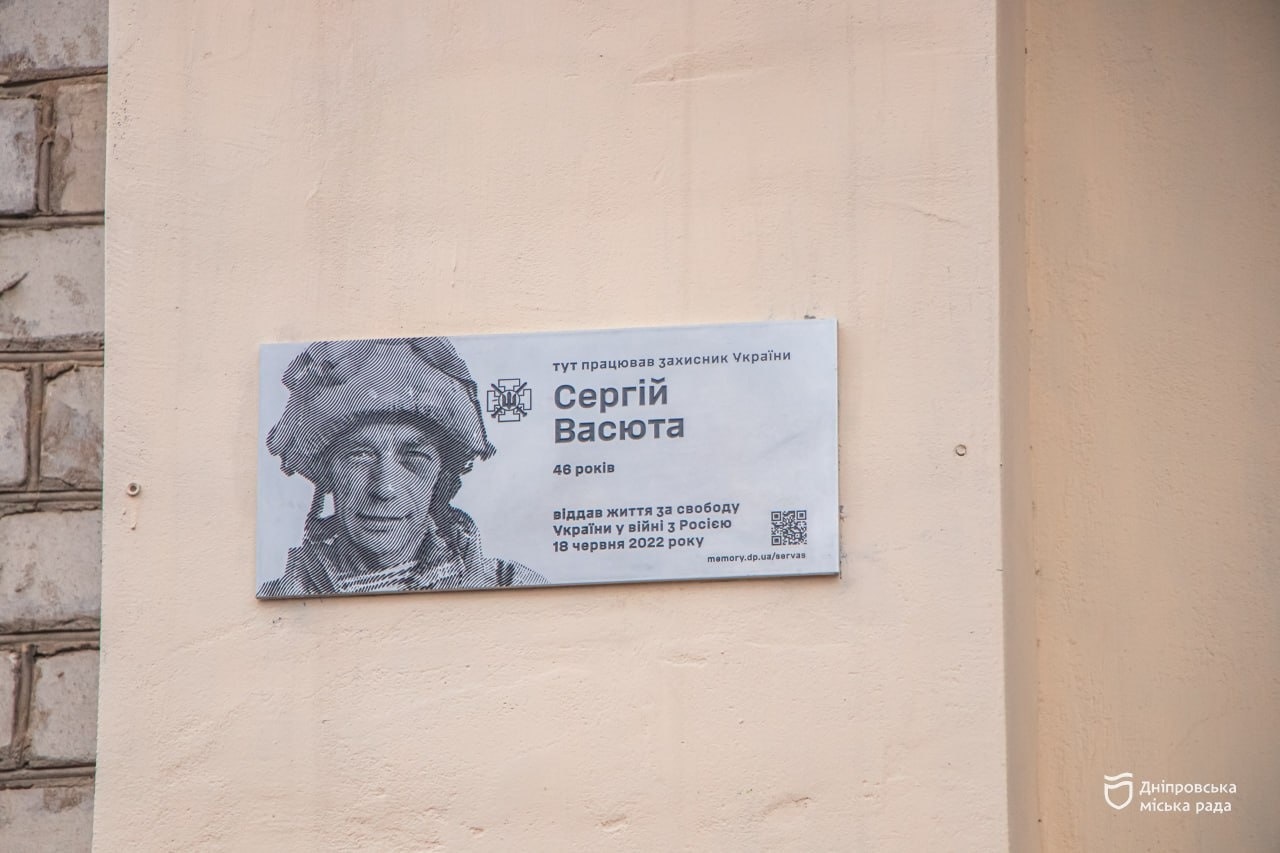 тут працював захисник України
Сергій
Васюта
46 років
віддав життя за свободу
України у війні з Росією
18 червня 2022 року
memory.dp.ua/servas
Дніпровська
міська рада